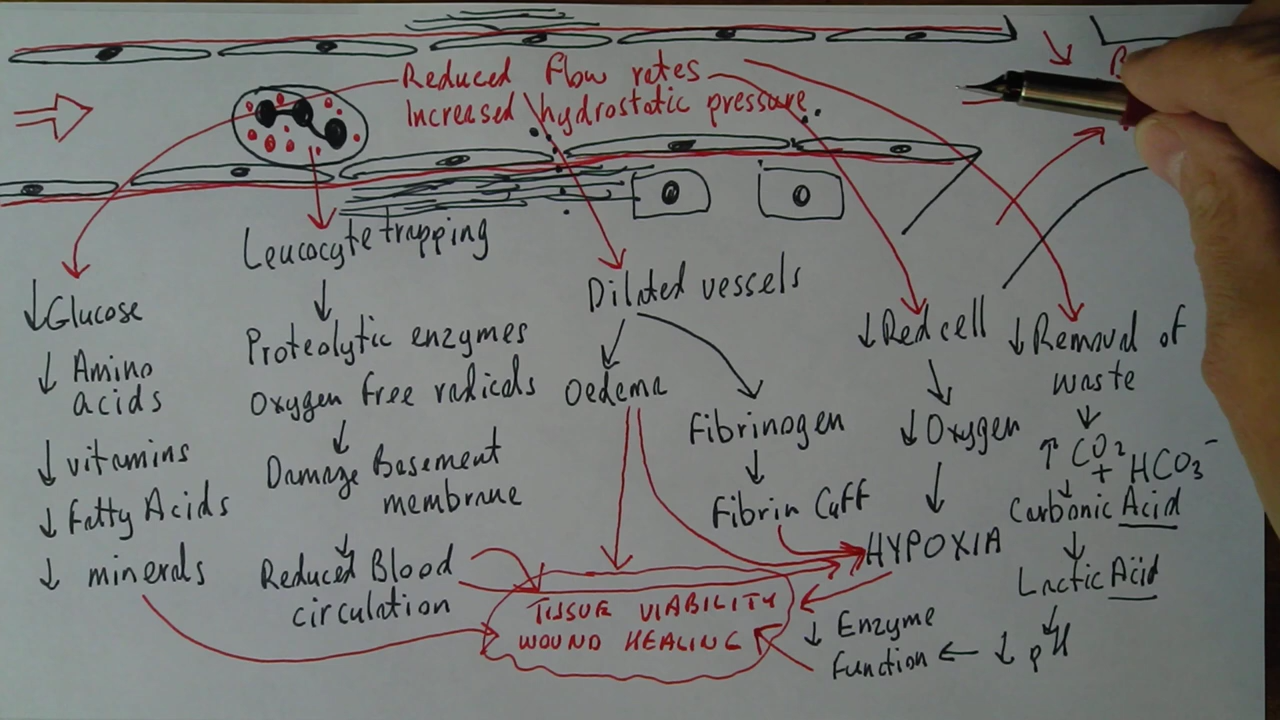 Reduced flow rates
Increased hydrostatic pressure
Leucocyte trapping
Proteolytic enzymes
Oxygen free radicals
Damage Basement
membrane
Reduced Blood
circulation
↓ Glucose
↓ Amino
acids
↓ vitamins
↓ Fatty Acids
↓ minerals
Dilated vessels
Oedema
Fibrinogen
Fibrin Cuff
↓ Red cell
↓ Oxygen
HYPOXIA
↓ Removal of
waste
↑ CO2
+ HCO3-
Carbonic Acid
Lactic Acid
↓ pH
↓ Enzyme
function
TISSUE VIABILITY
WOUND HEALING